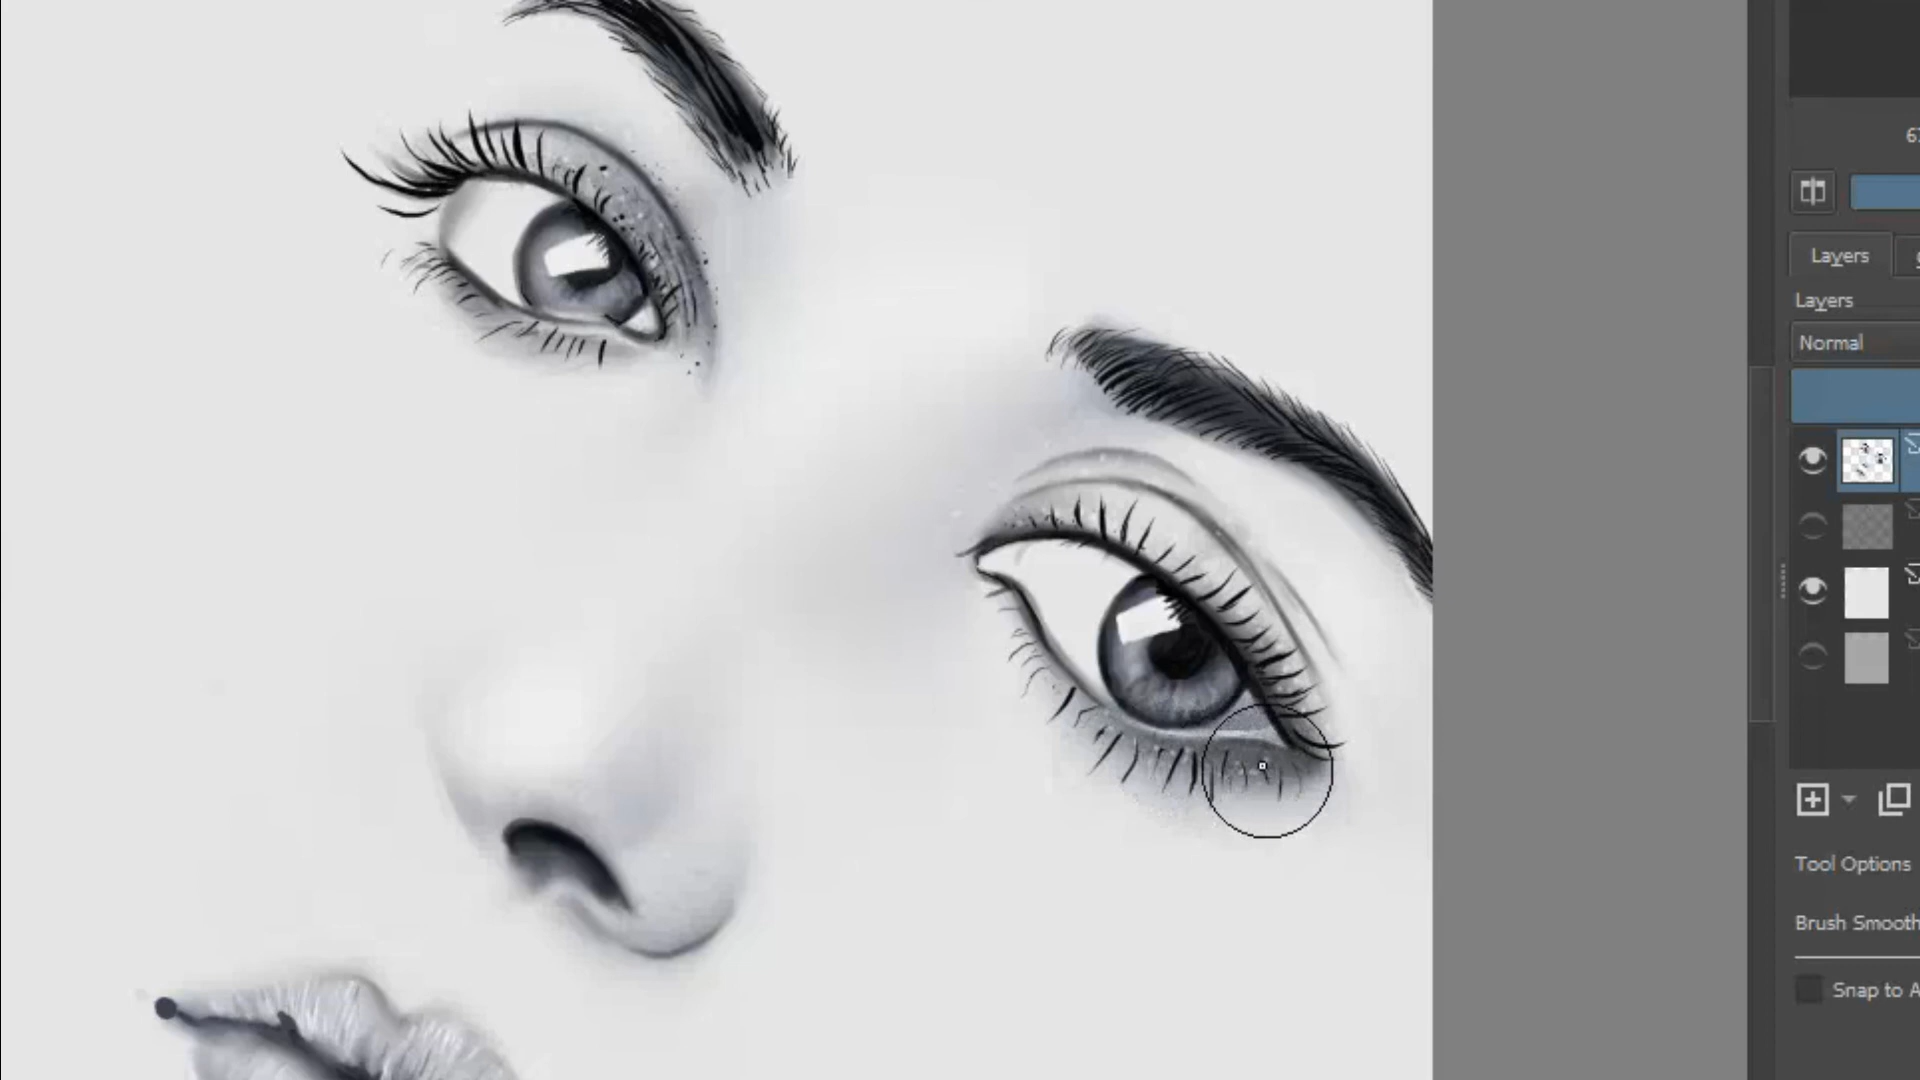 Layers
Layers
Normal
Tool Options
Brush Smooth
Snap to A